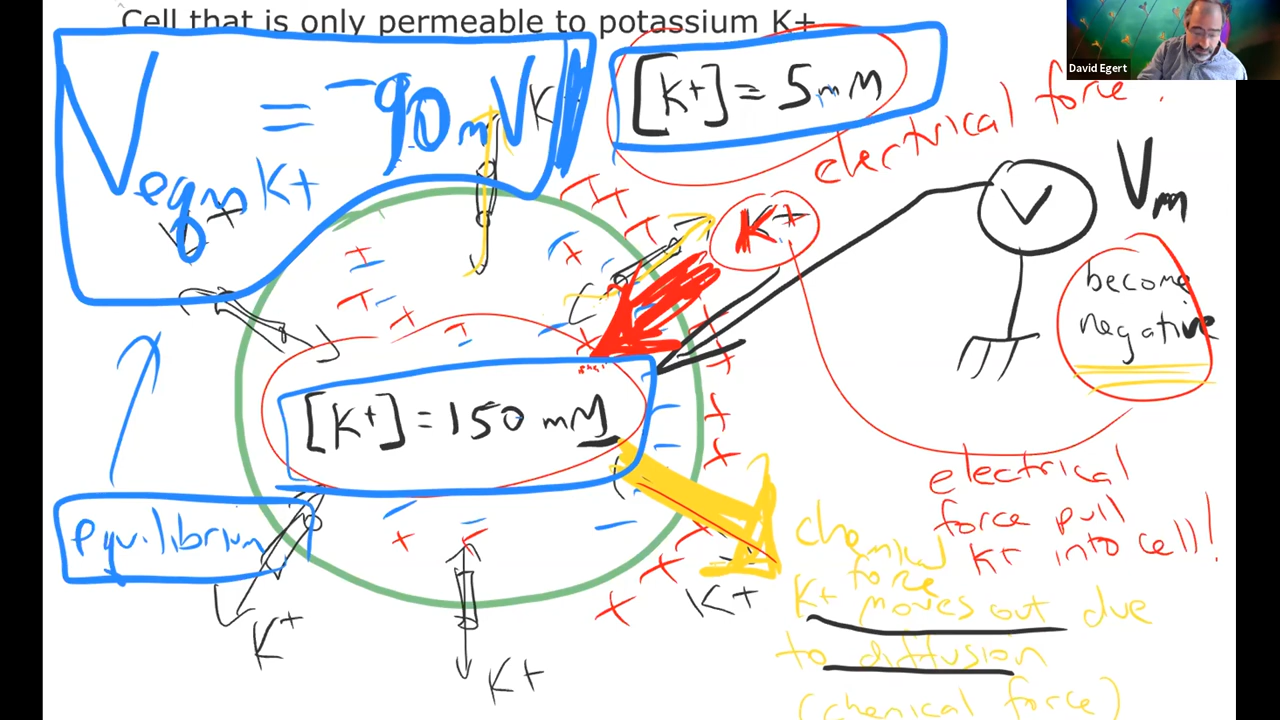 Cell that is only permeable to potassium K+
David Egert
V eqm K+ = -90 mV
K
[K+] = 5 mM
electrical force.
K+
V
Vm
become
negative
[K+] = 150 mM
equilibrium
electrical
force pull
K+ into cell!
chemical
force
K+ moves out due
to diffusion
(chemical force)
K+
K+
K+